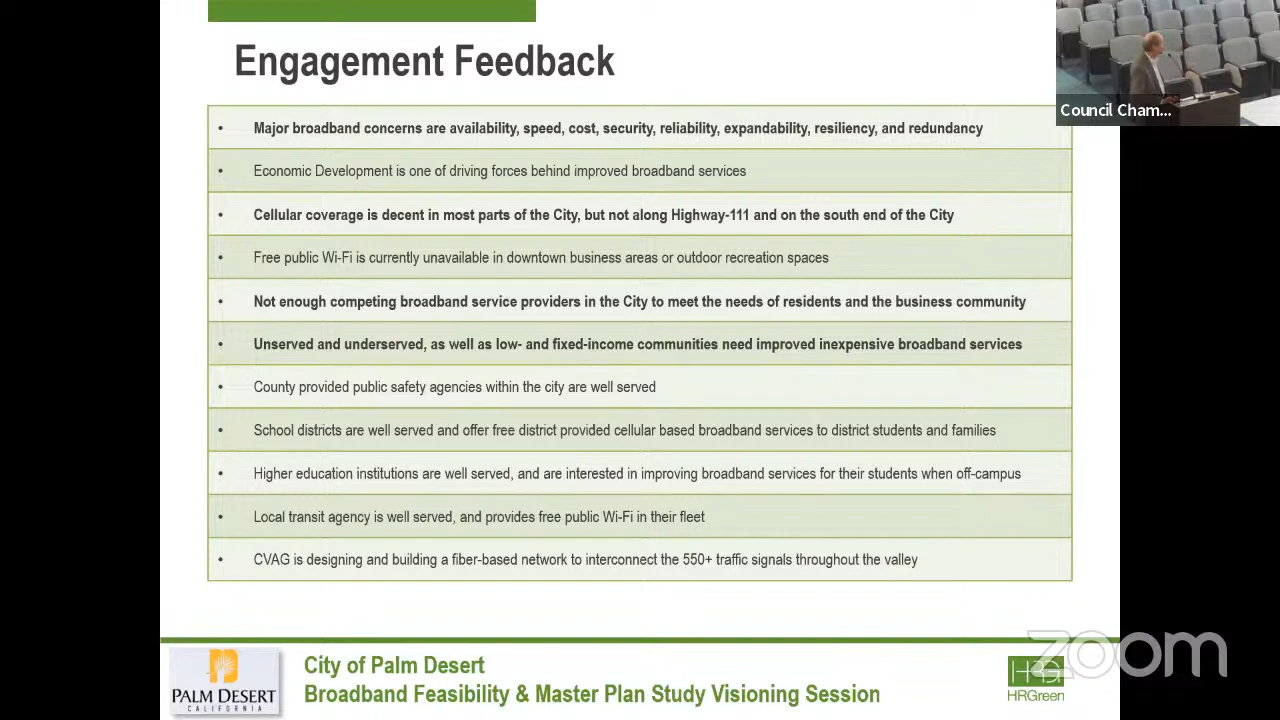 Engagement Feedback
Council Cham...
• Major broadband concerns are availability, speed, cost, security, reliability, expandability, resiliency, and redundancy
• Economic Development is one of driving forces behind improved broadband services
• Cellular coverage is decent in most parts of the City, but not along Highway-111 and on the south end of the City
• Free public Wi-Fi is currently unavailable in downtown business areas or outdoor recreation spaces
• Not enough competing broadband service providers in the City to meet the needs of residents and the business community
• Unserved and underserved, as well as low- and fixed-income communities need improved inexpensive broadband services
• County provided public safety agencies within the city are well served
• School districts are well served and offer free district provided cellular based broadband services to district students and families
• Higher education institutions are well served, and are interested in improving broadband services for their students when off-campus
• Local transit agency is well served, and provides free public Wi-Fi in their fleet
• CVAG is designing and building a fiber-based network to interconnect the 550+ traffic signals throughout the valley
PALM DESERT
CALIFORNIA
City of Palm Desert
Broadband Feasibility & Master Plan Study Visioning Session
HRGreen
zoom